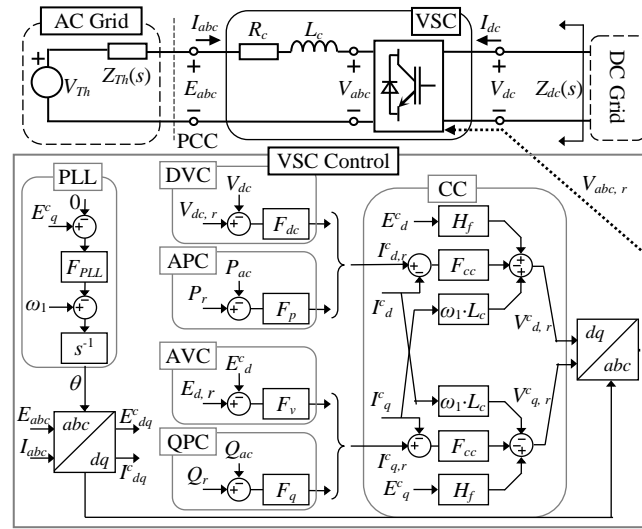 AC Grid
I_abc
R_c
L_c
VSC
I_dc
+
Z_Th(s)
+
+
+
V_Th
E_abc
V_abc
V_dc
Z_dc(s)
DC Grid
−
−
−
PCC
VSC Control
V_abc, r
PLL
0
E^c_q
−
F_PLL
ω₁
−
s⁻¹
θ
E_abc
I_abc
abc
dq
E^c_dq
I^c_dq
DVC
V_dc
V_dc, r
−
F_dc
APC
P_ac
P_r
−
F_p
AVC
E^c_d
E_d, r
−
F_v
QPC
Q_ac
Q_r
−
F_q
CC
E^c_d
H_f
I^c_d,r
−
F_cc
−
+
+
I^c_d
ω₁·L_c
V^c_d, r
I^c_q
ω₁·L_c
V^c_q, r
I^c_q,r
−
F_cc
−
−
+
E^c_q
H_f
dq
abc